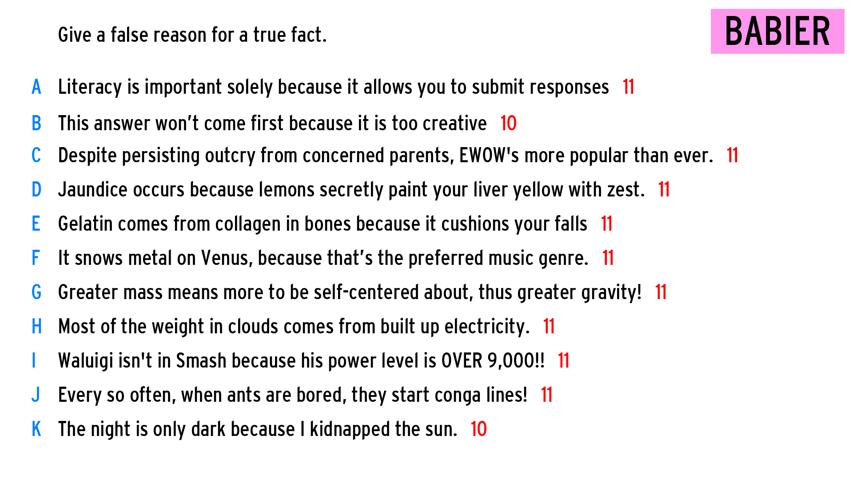 Give a false reason for a true fact.
BABIER
A Literacy is important solely because it allows you to submit responses 11
B This answer won’t come first because it is too creative 10
C Despite persisting outcry from concerned parents, EWOW's more popular than ever. 11
D Jaundice occurs because lemons secretly paint your liver yellow with zest. 11
E Gelatin comes from collagen in bones because it cushions your falls 11
F It snows metal on Venus, because that’s the preferred music genre. 11
G Greater mass means more to be self-centered about, thus greater gravity! 11
H Most of the weight in clouds comes from built up electricity. 11
I Waluigi isn't in Smash because his power level is OVER 9,000!! 11
J Every so often, when ants are bored, they start conga lines! 11
K The night is only dark because I kidnapped the sun. 10